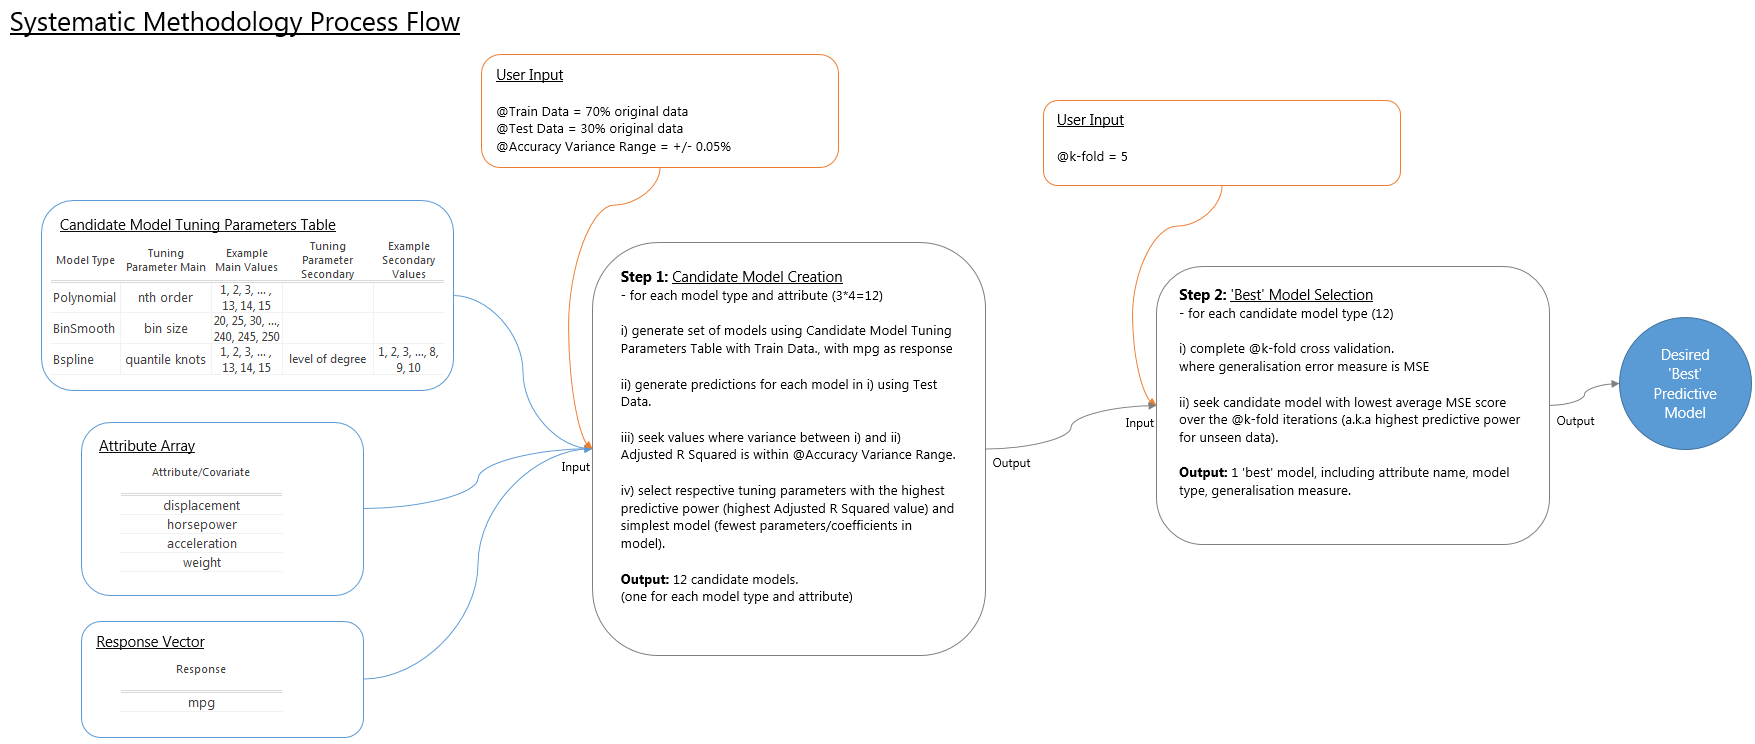 Systematic Methodology Process Flow
User Input
@Train Data = 70% original data
@Test Data = 30% original data
@Accuracy Variance Range = +/- 0.05%
User Input
@k-fold = 5
Candidate Model Tuning Parameters Table
Model Type
Tuning
Parameter Main
Example
Main Values
Tuning
Parameter
Secondary
Example
Secondary
Values
Polynomial
nth order
1, 2, 3, ... ,
13, 14, 15
BinSmooth
bin size
20, 25, 30, ...,
240, 245, 250
Bspline
quantile knots
1, 2, 3, ... ,
13, 14, 15
level of degree
1, 2, 3, ..., 8,
9, 10
Attribute Array
Attribute/Covariate
displacement
horsepower
acceleration
weight
Response Vector
Response
mpg
Input
Step 1: Candidate Model Creation
- for each model type and attribute (3*4=12)
i) generate set of models using Candidate Model Tuning
Parameters Table with Train Data., with mpg as response
ii) generate predictions for each model in i) using Test
Data.
iii) seek values where variance between i) and ii)
Adjusted R Squared is within @Accuracy Variance Range.
iv) select respective tuning parameters with the highest
predictive power (highest Adjusted R Squared value) and
simplest model (fewest parameters/coefficients in
model).
Output: 12 candidate models.
(one for each model type and attribute)
Output
Input
Step 2: 'Best' Model Selection
- for each candidate model type (12)
i) complete @k-fold cross validation.
where generalisation error measure is MSE
ii) seek candidate model with lowest average MSE score
over the @k-fold iterations (a.k.a highest predictive power
for unseen data).
Output: 1 'best' model, including attribute name, model
type, generalisation measure.
Output
Desired
'Best'
Predictive
Model